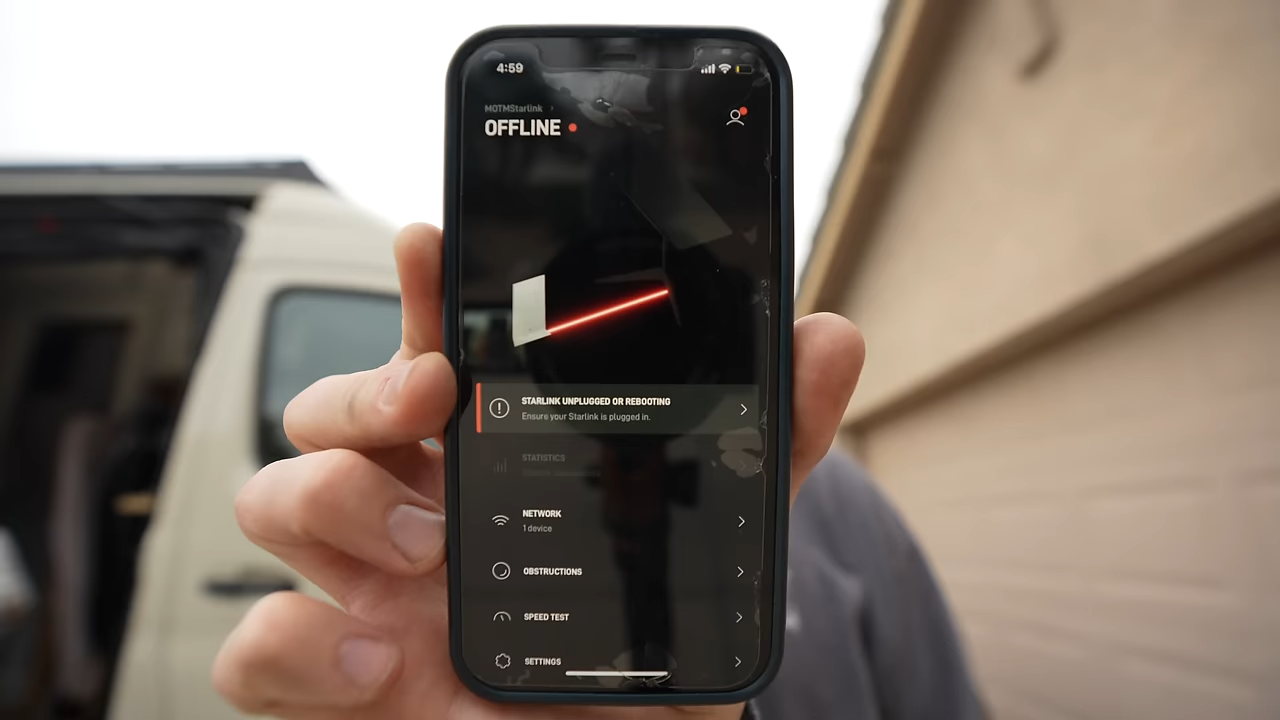 4:59
MOTMStarlink
OFFLINE
STARLINK UNPLUGGED OR REBOOTING
Ensure your Starlink is plugged in.
STATISTICS
NETWORK
1 device
OBSTRUCTIONS
SPEED TEST
SETTINGS